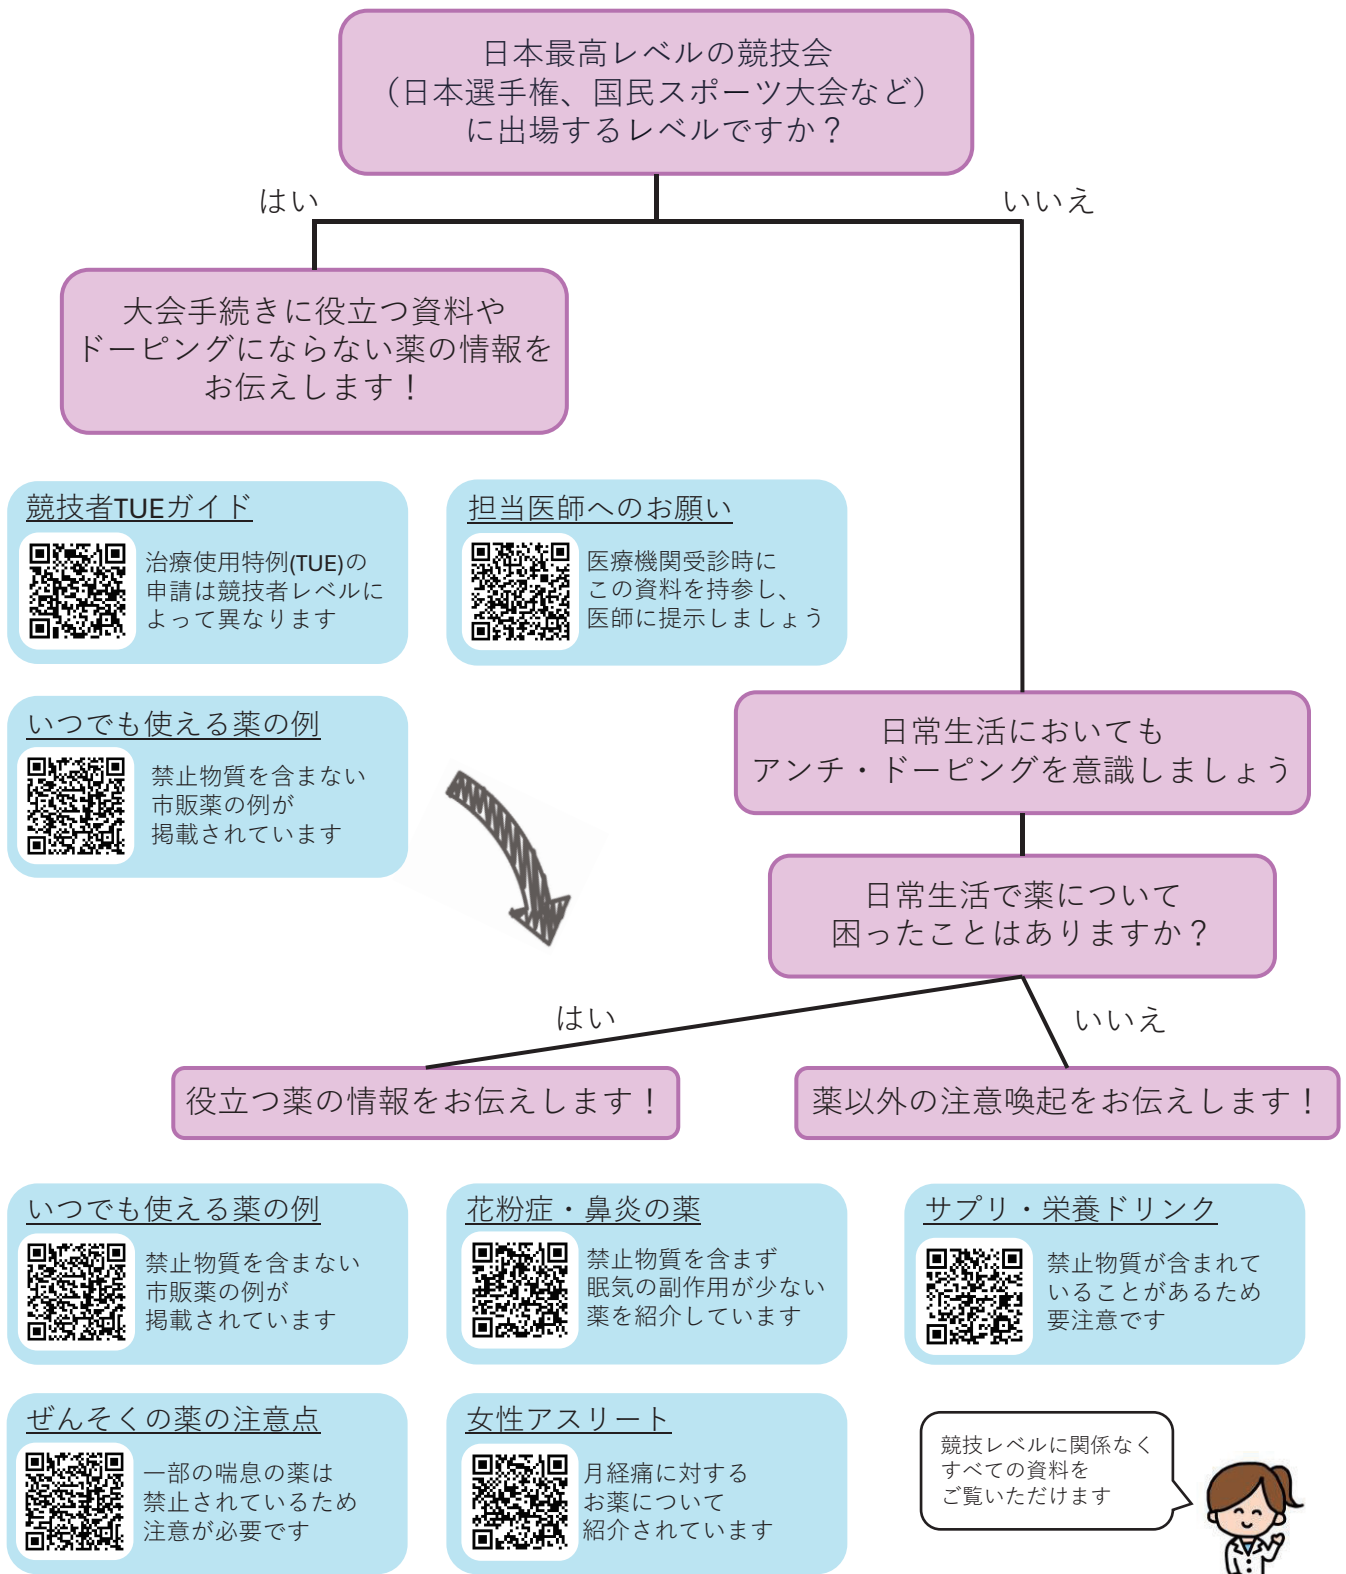 日本最高レベルの競技会
（日本選手権、国民スポーツ大会など）
に出場するレベルですか？
はい
いいえ
大会手続きに役立つ資料や
ドーピングにならない薬の情報を
お伝えします！
競技者TUEガイド
治療使用特例(TUE)の
申請は競技者レベルに
よって異なります
担当医師へのお願い
医療機関受診時に
この資料を持参し、
医師に提示しましょう
いつでも使える薬の例
禁止物質を含まない
市販薬の例が
掲載されています
日常生活においても
アンチ・ドーピングを意識しましょう
日常生活で薬について
困ったことはありますか？
はい
いいえ
役立つ薬の情報をお伝えします！
薬以外の注意喚起をお伝えします！
いつでも使える薬の例
禁止物質を含まない
市販薬の例が
掲載されています
花粉症・鼻炎の薬
禁止物質を含まず
眠気の副作用が少ない
薬を紹介しています
サプリ・栄養ドリンク
禁止物質が含まれて
いることがあるため
要注意です
ぜんそくの薬の注意点
一部の喘息の薬は
禁止されているため
注意が必要です
女性アスリート
月経痛に対する
お薬について
紹介されています
競技レベルに関係なく
すべての資料を
ご覧いただけます